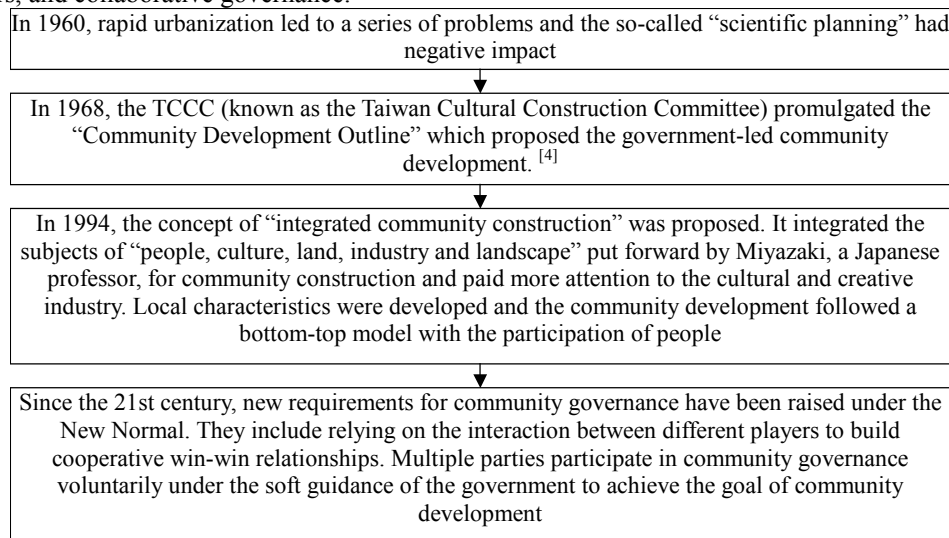 rs, and collaborative governance.
In 1960, rapid urbanization led to a series of problems and the so-called “scientific planning” had
negative impact
In 1968, the TCCC (known as the Taiwan Cultural Construction Committee) promulgated the
“Community Development Outline” which proposed the government-led community
development. [4]
In 1994, the concept of “integrated community construction” was proposed. It integrated the
subjects of “people, culture, land, industry and landscape” put forward by Miyazaki, a Japanese
professor, for community construction and paid more attention to the cultural and creative
industry. Local characteristics were developed and the community development followed a
bottom-top model with the participation of people
Since the 21st century, new requirements for community governance have been raised under the
New Normal. They include relying on the interaction between different players to build
cooperative win-win relationships. Multiple parties participate in community governance
voluntarily under the soft guidance of the government to achieve the goal of community
development